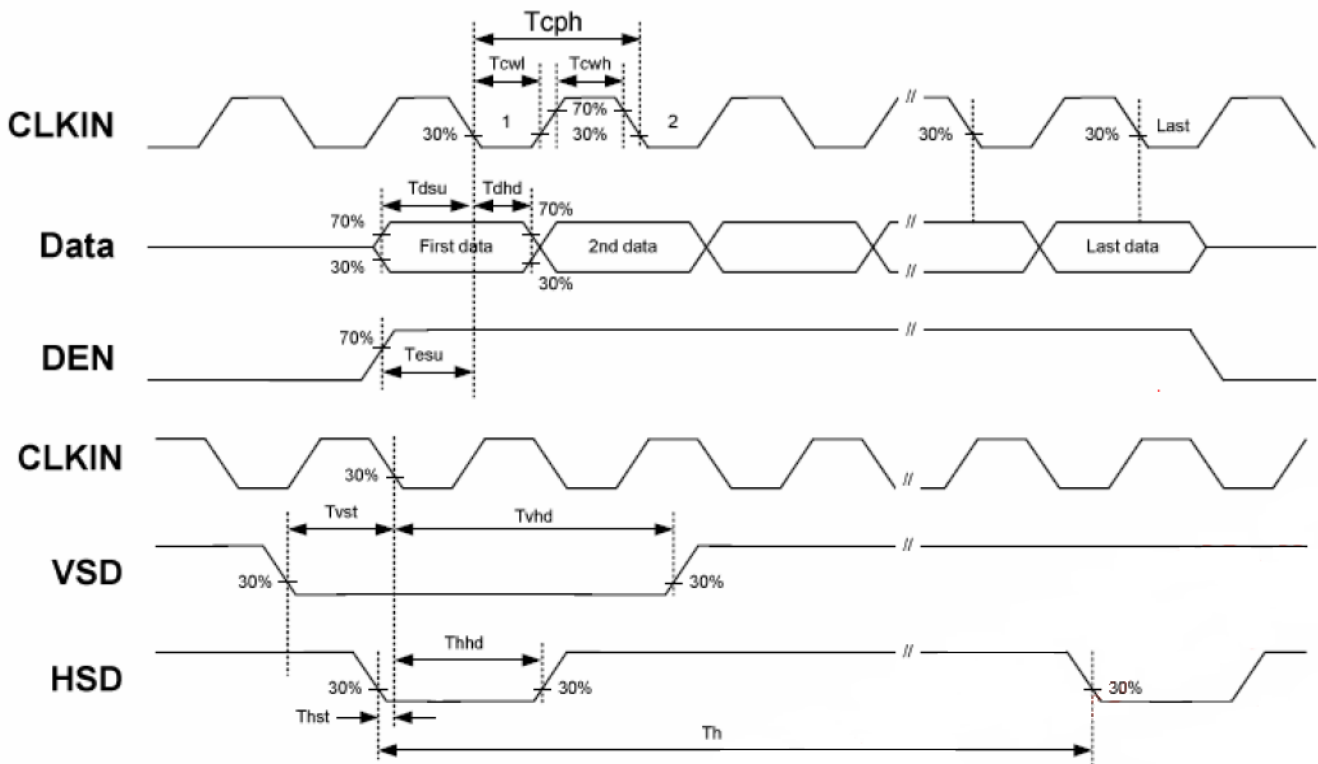 Tcph
Tcwl Tcwh
CLKIN 30% 1 70% 30% 2 // 30% 30% Last
Tdsu Tdhd
70% 70%
Data First data 2nd data // // Last data
30% 30%
DEN 70% //
Tesu
CLKIN 30% //
Tvst Tvhd
VSD 30% 30% //
Thhd
HSD 30% 30% // 30%
Thst
Th